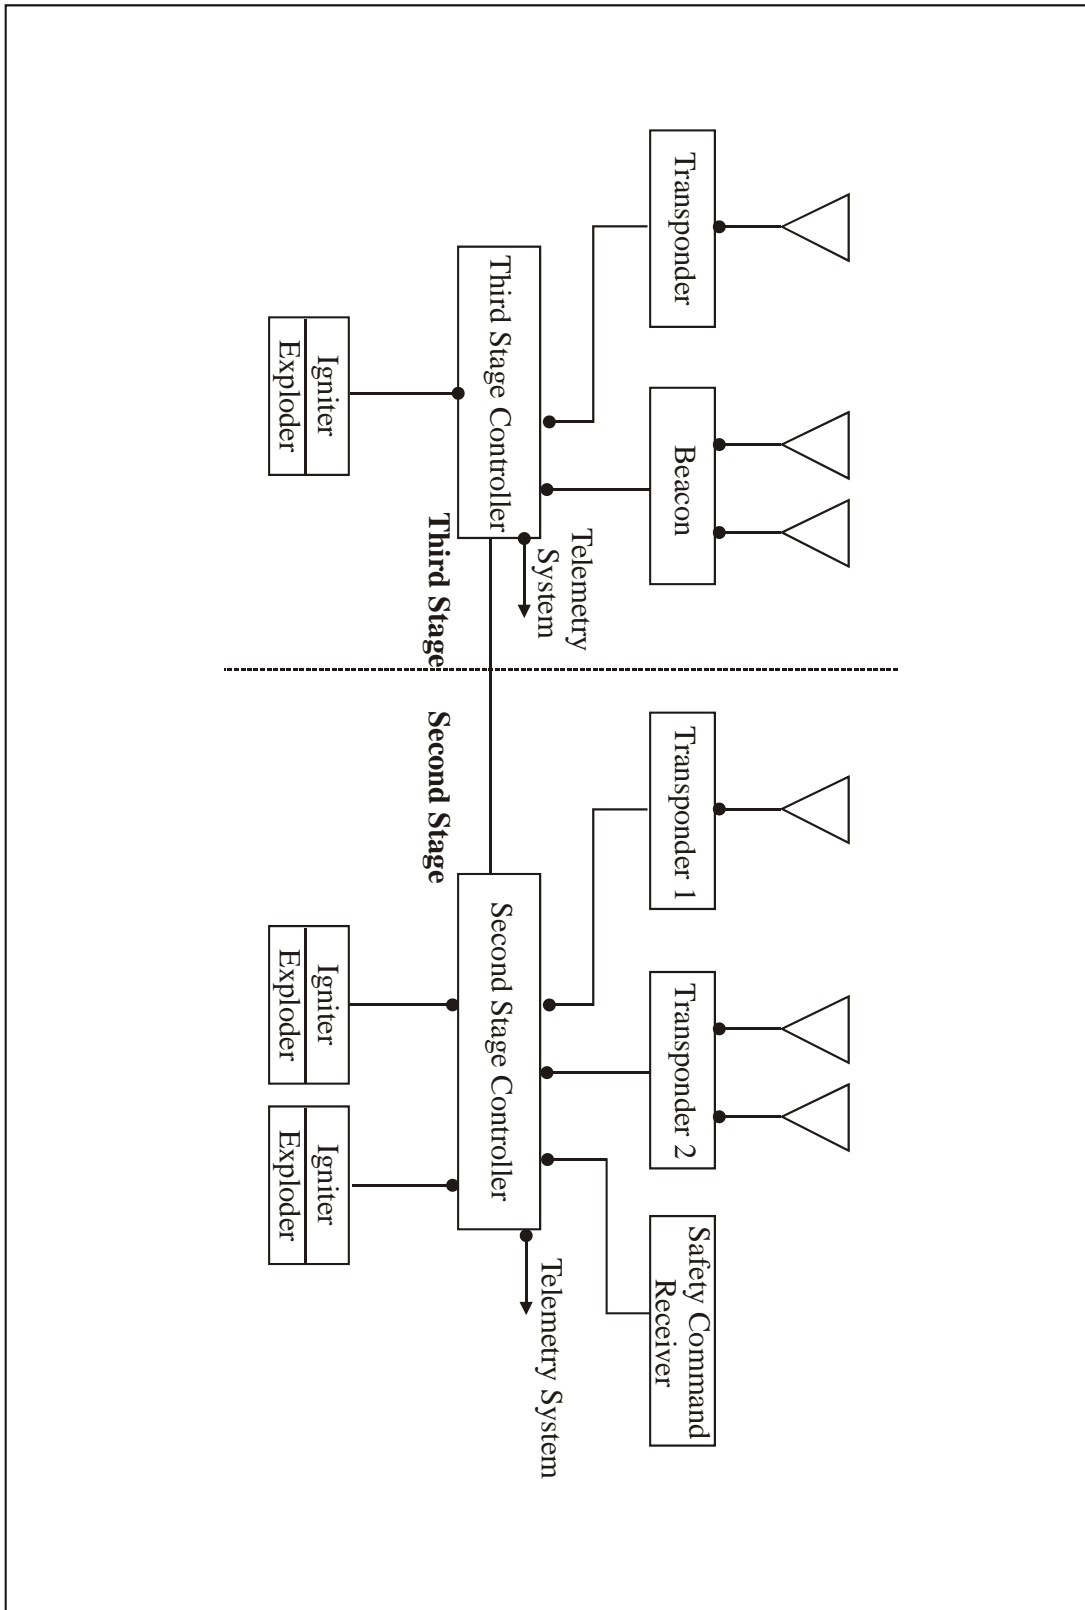 Transponder
Beacon
Transponder 1
Transponder 2
Safety Command
Receiver
Third Stage Controller
Telemetry
System
Second Stage Controller
Telemetry System
Third Stage
Second Stage
Igniter
Exploder
Igniter
Exploder
Igniter
Exploder